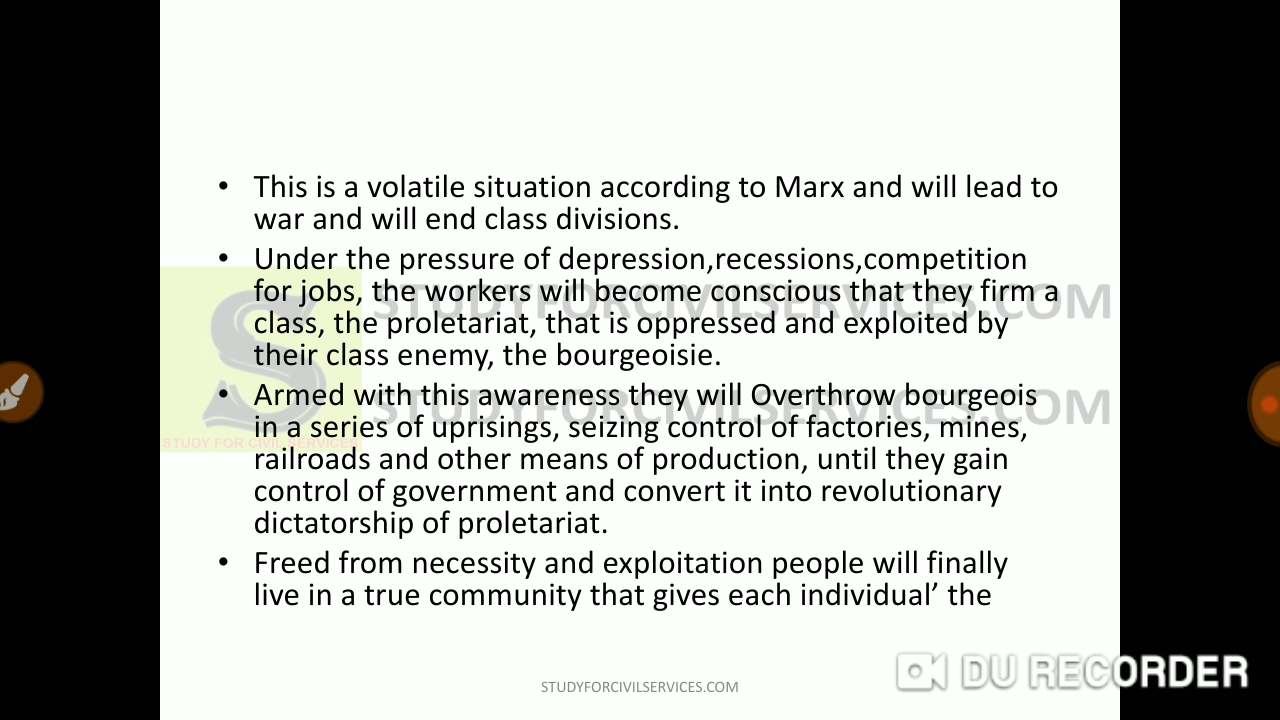 • This is a volatile situation according to Marx and will lead to
war and will end class divisions.
• Under the pressure of depression,recessions,competition
for jobs, the workers will become conscious that they firm a
class, the proletariat, that is oppressed and exploited by
their class enemy, the bourgeoisie.
• Armed with this awareness they will Overthrow bourgeois
in a series of uprisings, seizing control of factories, mines,
railroads and other means of production, until they gain
control of government and convert it into revolutionary
dictatorship of proletariat.
• Freed from necessity and exploitation people will finally
live in a true community that gives each individual’ the
STUDYFORCIVILSERVICES.COM
STUDYFORCIVILSERVICES.COM
STUDY FOR CIVIL SERVICES
STUDYFORCIVILSERVICES.COM
DU RECORDER